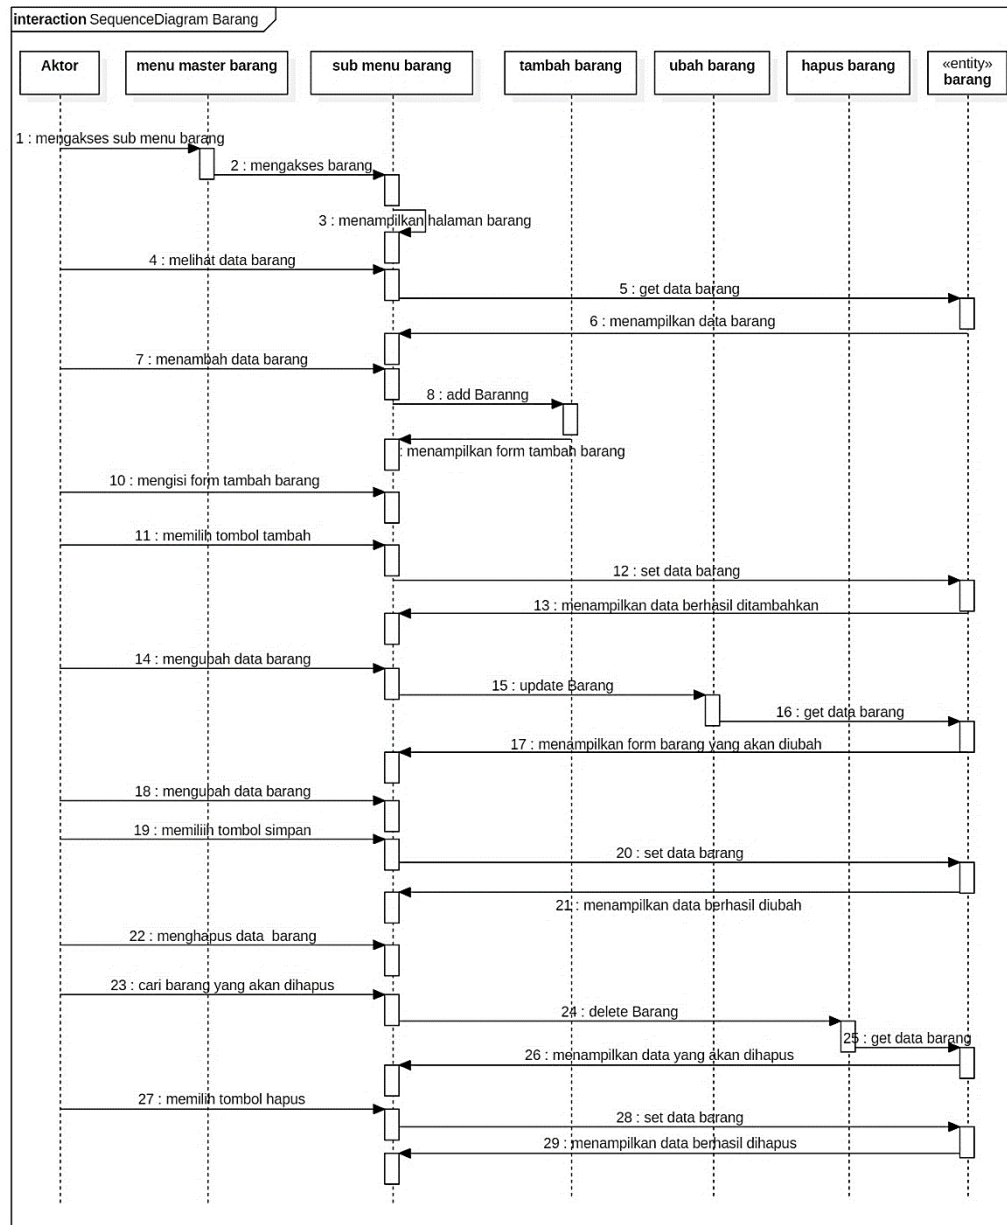 interaction SequenceDiagram Barang
Aktor
menu master barang
sub menu barang
tambah barang
ubah barang
hapus barang
«entity»
barang
1 : mengakses sub menu barang
2 : mengakses barang
3 : menampilkan halaman barang
4 : melihat data barang
5 : get data barang
6 : menampilkan data barang
7 : menambah data barang
8 : add Baranng
: menampilkan form tambah barang
10 : mengisi form tambah barang
11 : memilih tombol tambah
12 : set data barang
13 : menampilkan data berhasil ditambahkan
14 : mengubah data barang
15 : update Barang
16 : get data barang
17 : menampilkan form barang yang akan diubah
18 : mengubah data barang
19 : memiliih tombol simpan
20 : set data barang
21 : menampilkan data berhasil diubah
22 : menghapus data  barang
23 : cari barang yang akan dihapus
24 : delete Barang
25 : get data barang
26 : menampilkan data yang akan dihapus
27 : memilih tombol hapus
28 : set data barang
29 : menampilkan data berhasil dihapus